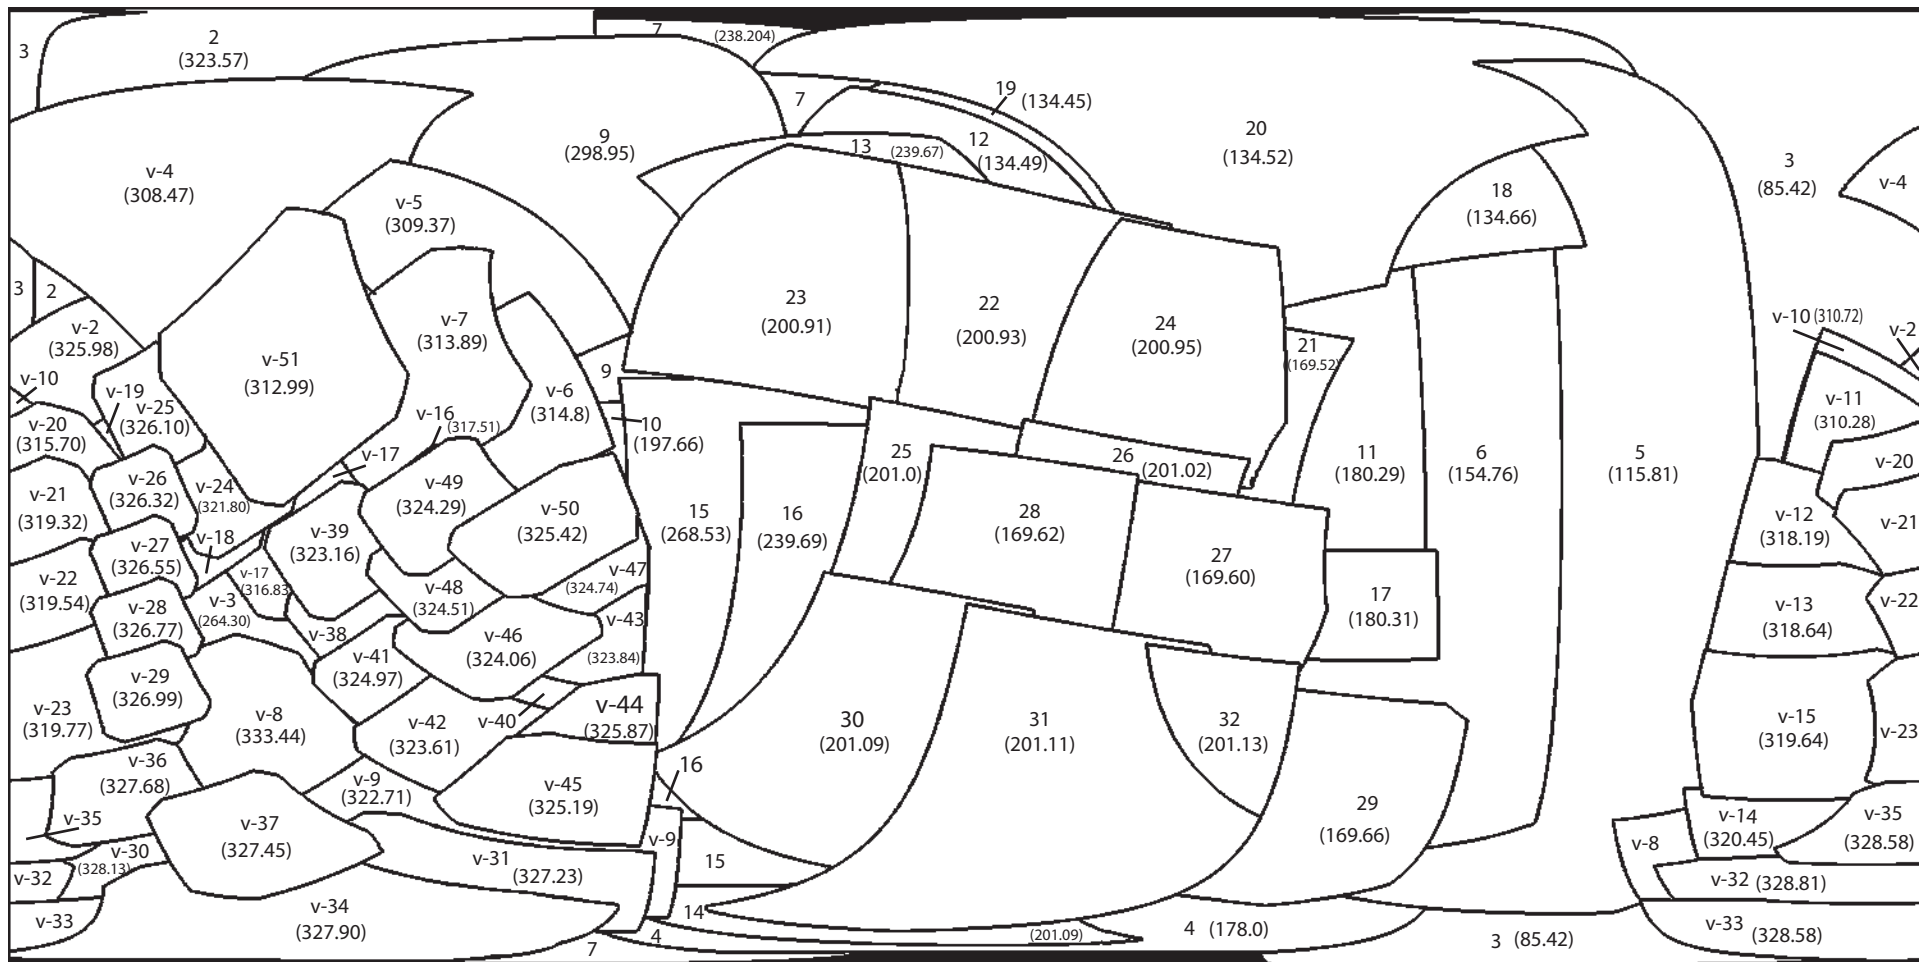 7
(238.204)
3
2
(323.57)
19 (134.45)
7
20
(134.52)
9
(298.95)
13
(239.67)
12
(134.49)
3
(85.42)
v-4
(308.47)
v-4
18
(134.66)
v-5
(309.37)
3
2
23
(200.91)
22
(200.93)
24
(200.95)
v-10 (310.72)
v-2
v-2
(325.98)
v-7
(313.89)
21
(169.52)
v-51
(312.99)
9
v-10
v-19
v-25
(326.10)
v-6
(314.8)
v-11
(310.28)
v-16
(317.51)
10
(197.66)
v-20
(315.70)
v-17
25
(201.0)
26
(201.02)
11
(180.29)
6
(154.76)
5
(115.81)
v-20
v-21
(319.32)
v-26
(326.32)
v-24
(321.80)
v-49
(324.29)
v-50
(325.42)
15
(268.53)
16
(239.69)
28
(169.62)
v-12
(318.19)
v-21
v-39
(323.16)
v-27
(326.55)
v-18
27
(169.60)
v-22
(319.54)
v-17
(316.83)
v-48
(324.51)
v-47
(324.74)
17
(180.31)
v-28
(326.77)
v-3
(264.30)
v-13
(318.64)
v-22
v-38
v-46
(324.06)
v-43
(323.84)
v-41
(324.97)
v-29
(326.99)
v-23
(319.77)
v-8
(333.44)
v-42
(323.61)
v-40
v-44
(325.87)
30
(201.09)
31
(201.11)
32
(201.13)
v-15
(319.64)
v-23
v-36
(327.68)
v-9
(322.71)
v-45
(325.19)
16
29
(169.66)
v-35
v-37
(327.45)
v-14
(320.45)
v-35
(328.58)
v-9
v-8
v-30
(328.13)
v-31
(327.23)
15
v-32
v-32 (328.81)
v-33
v-34
(327.90)
14
4
(201.09)
4 (178.0)
3 (85.42)
v-33 (328.58)
7